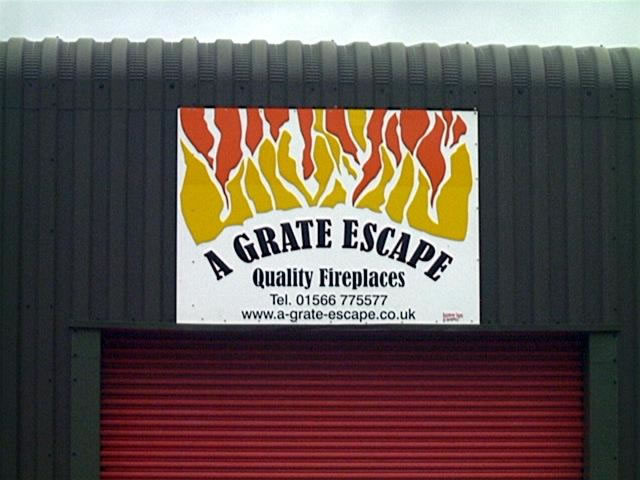 A GRATE ESCAPE
Quality Fireplaces
Tel. 01566 775577
www.a-grate-escape.co.uk